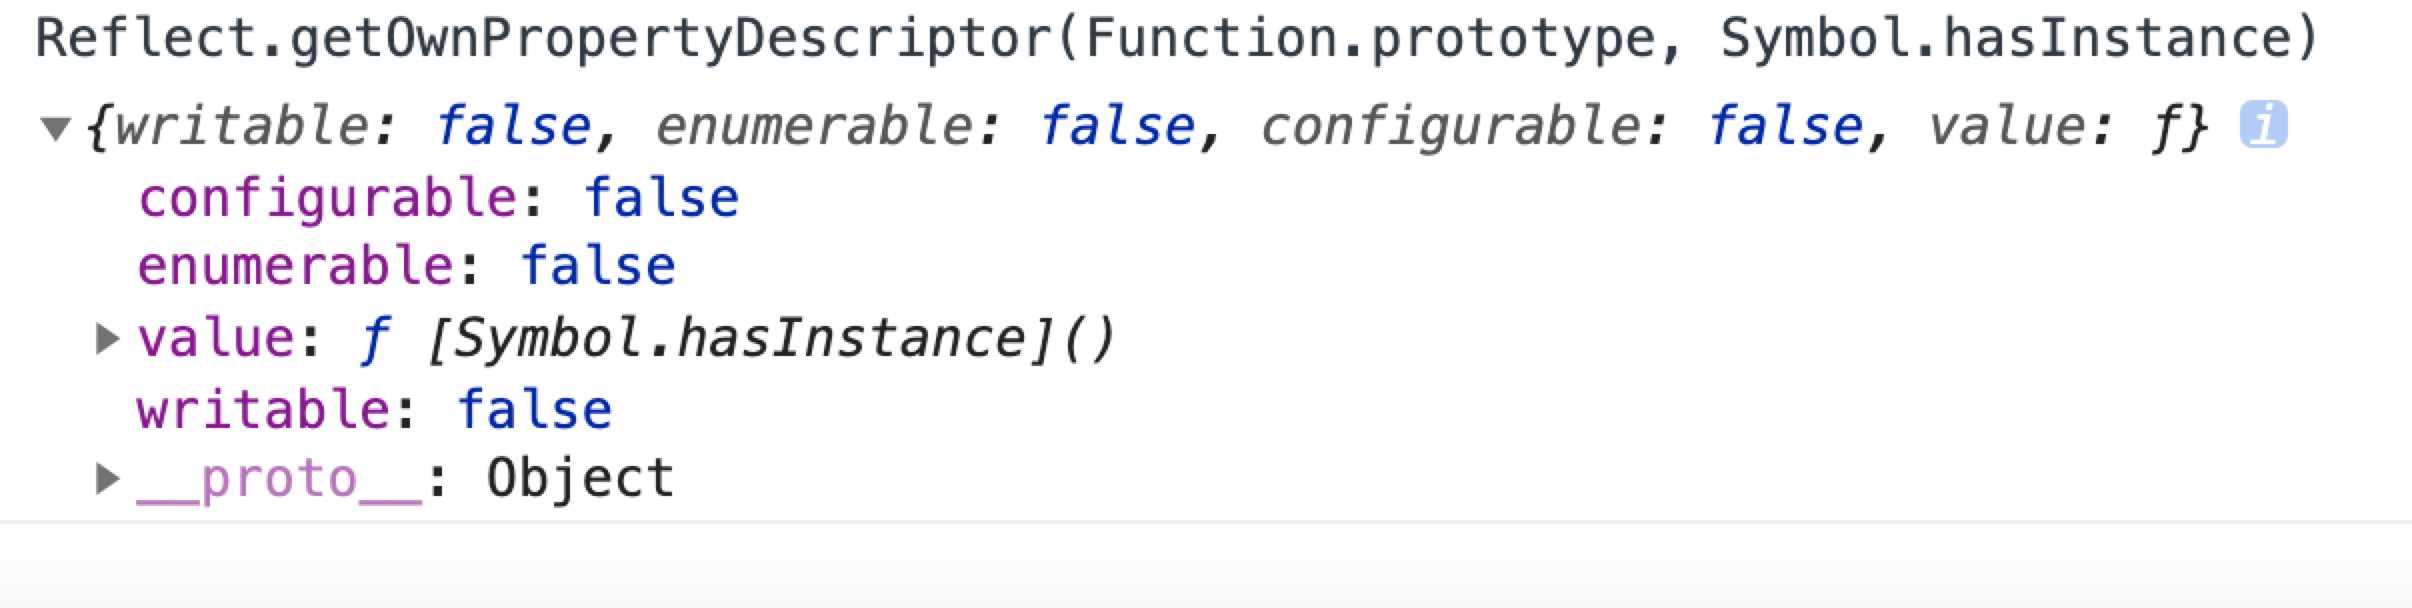 Reflect.getOwnPropertyDescriptor(Function.prototype, Symbol.hasInstance)
▼{writable: false, enumerable: false, configurable: false, value: ƒ} i
configurable: false
enumerable: false
▶value: ƒ [Symbol.hasInstance]()
writable: false
▶__proto__: Object